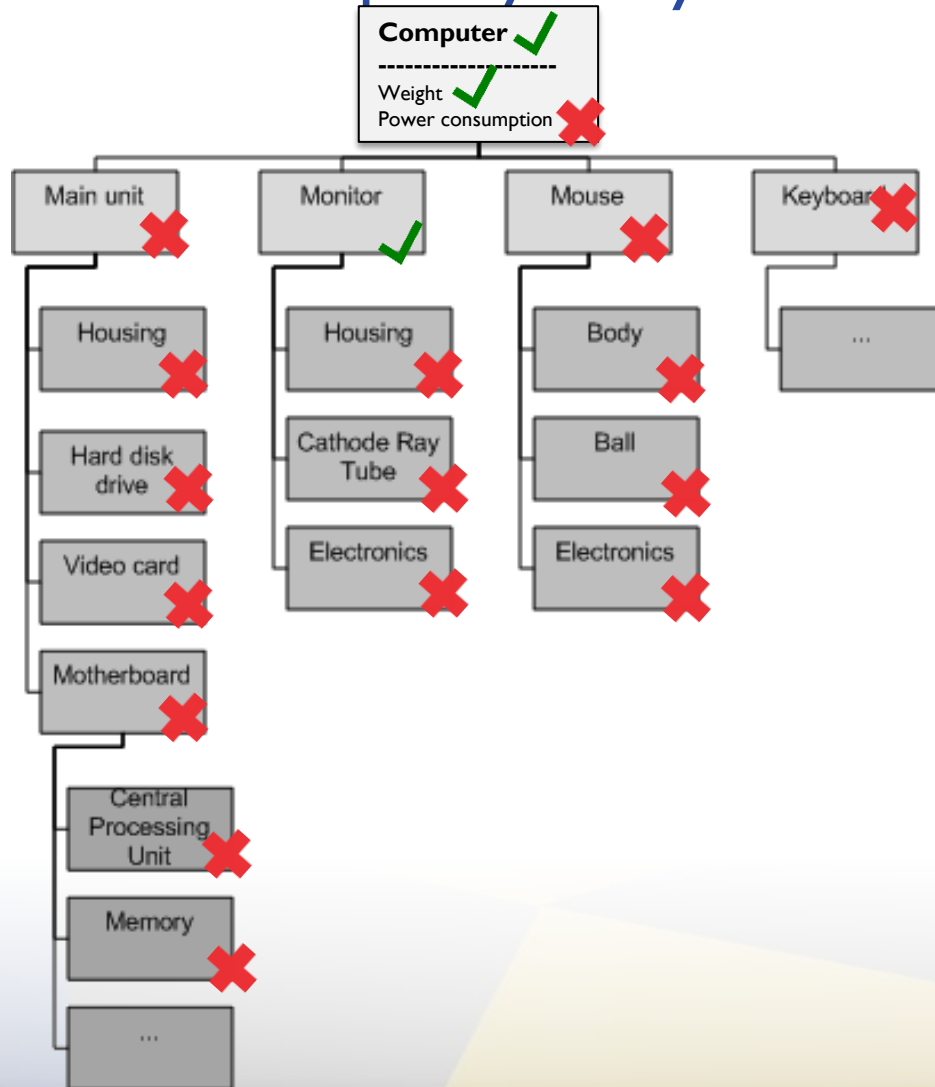 Computer
--------------------
Weight
Power consumption
Main unit
Monitor
Mouse
Housing
Hard disk
drive
Video card
Motherboard
Central
Processing
Unit
Memory
...
Housing
Cathode Ray
Tube
Electronics
Body
Ball
Electronics
...